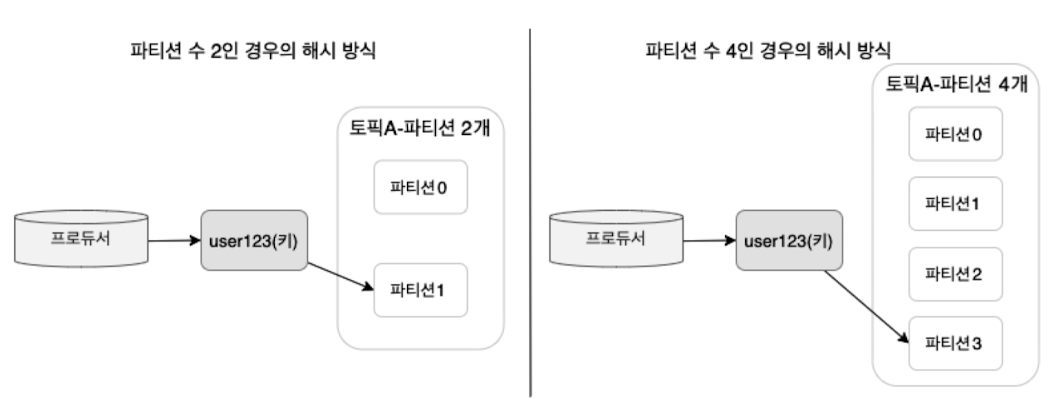 파티션 수 2인 경우의 해시 방식
토픽A-파티션 2개
파티션0
프로듀서
user123(키)
파티션1
파티션 수 4인 경우의 해시 방식
토픽A-파티션 4개
파티션0
파티션1
프로듀서
user123(키)
파티션2
파티션3